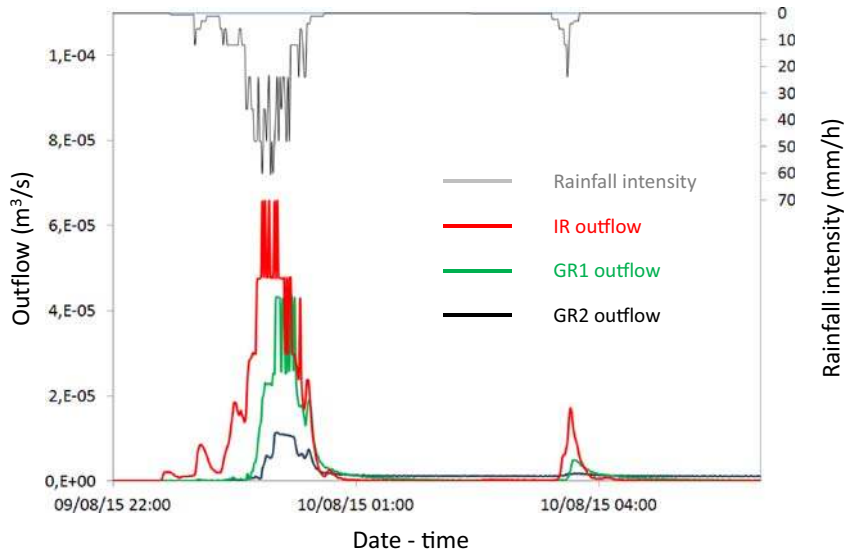 1,E-04
8,E-05
6,E-05
4,E-05
2,E-05
0,E+00
Outflow (m³/s)
0
10
20
30
40
50
60
70
Rainfall intensity (mm/h)
Rainfall intensity
IR outflow
GR1 outflow
GR2 outflow
09/08/15 22:00
10/08/15 01:00
10/08/15 04:00
Date - time